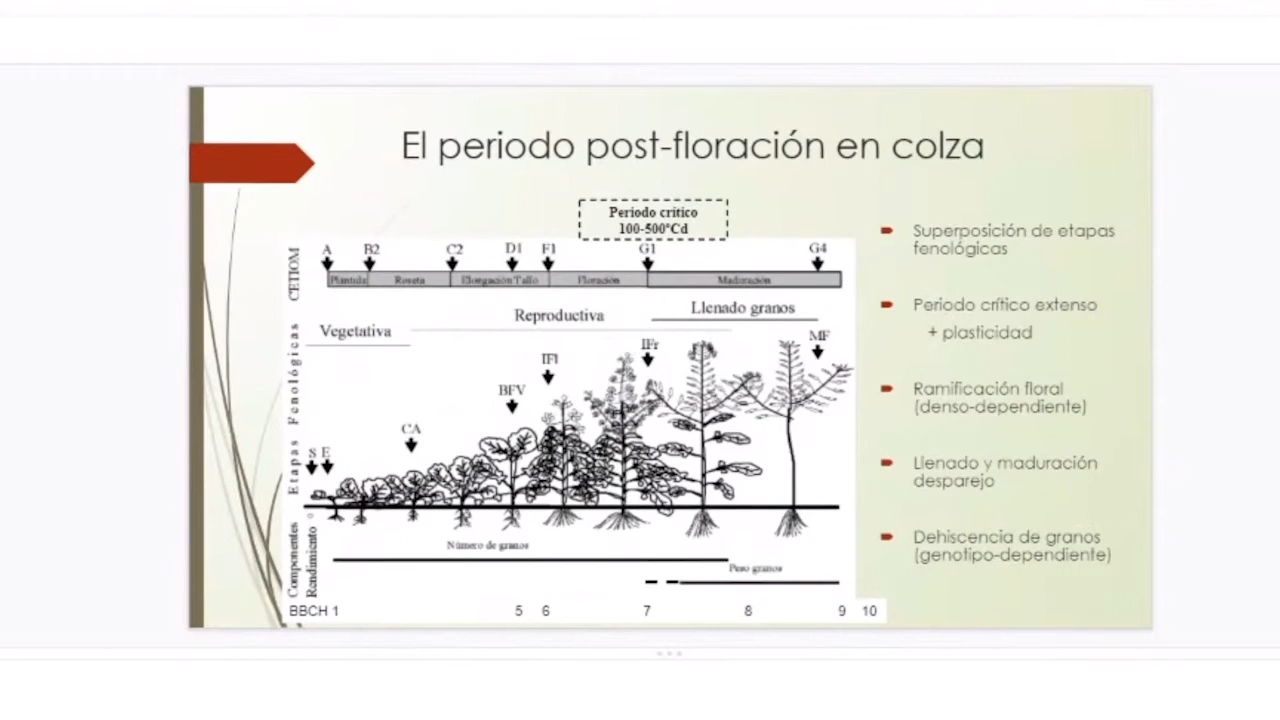 El periodo post-floración en colza
Periodo crítico
100-500°Cd
CETIOM
A B2 C2 D1 F1 G1 G4
Plántula Roseta Elongación Tallo Floración Maduración
Etapas Fenológicas
Vegetativa
Reproductiva
Llenado granos
S E CA BFV IFl IFr MF
Componentes
Rendimiento
Número de granos
Peso granos
BBCH 1 5 6 7 8 9 10
Superposición de etapas
fenológicas
Periodo crítico extenso
+ plasticidad
Ramificación floral
(denso-dependiente)
Llenado y maduración
desparejo
Dehiscencia de granos
(genotipo-dependiente)